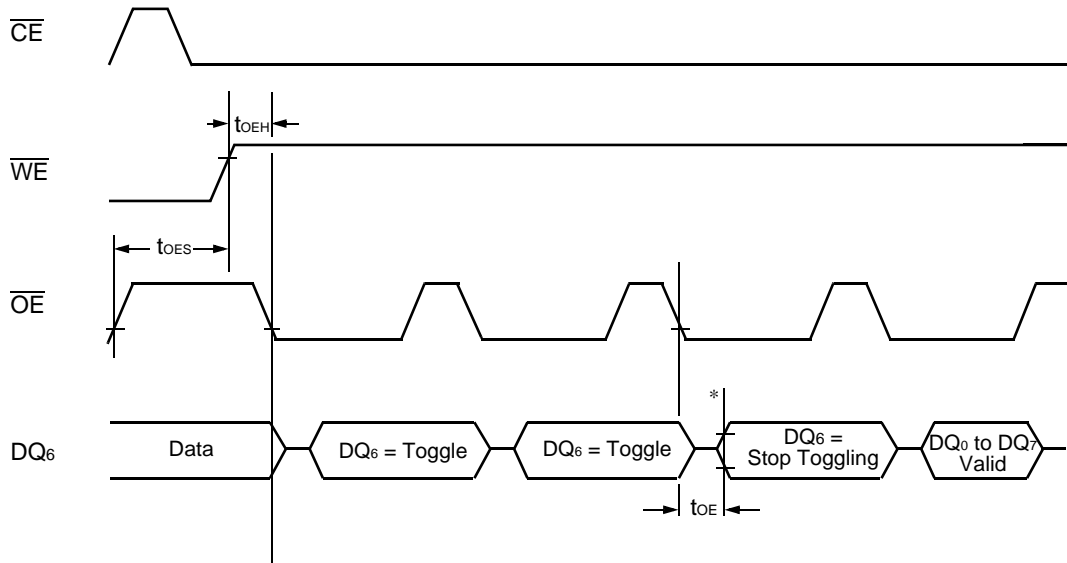 CE
tOEH
WE
tOES
OE
*
DQ6
Data
DQ6 = Toggle
DQ6 = Toggle
DQ6 =
Stop Toggling
DQ0 to DQ7
Valid
tOE